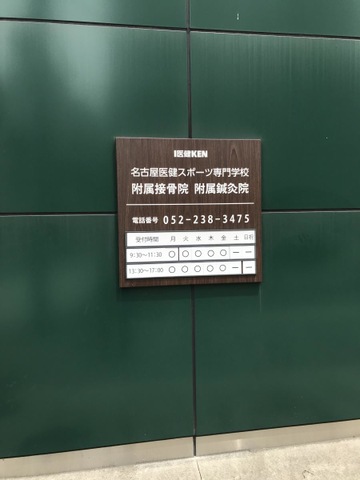 医健KEN
名古屋医健スポーツ専門学校
附属接骨院 附属鍼灸院
電話番号 052-238-3475
受付時間 月 火 水 木 金 土 日祝
9:30～11:30 〇 〇 〇 〇 〇 ー ー
13:30～17:00 〇 〇 〇 〇 〇 ー ー